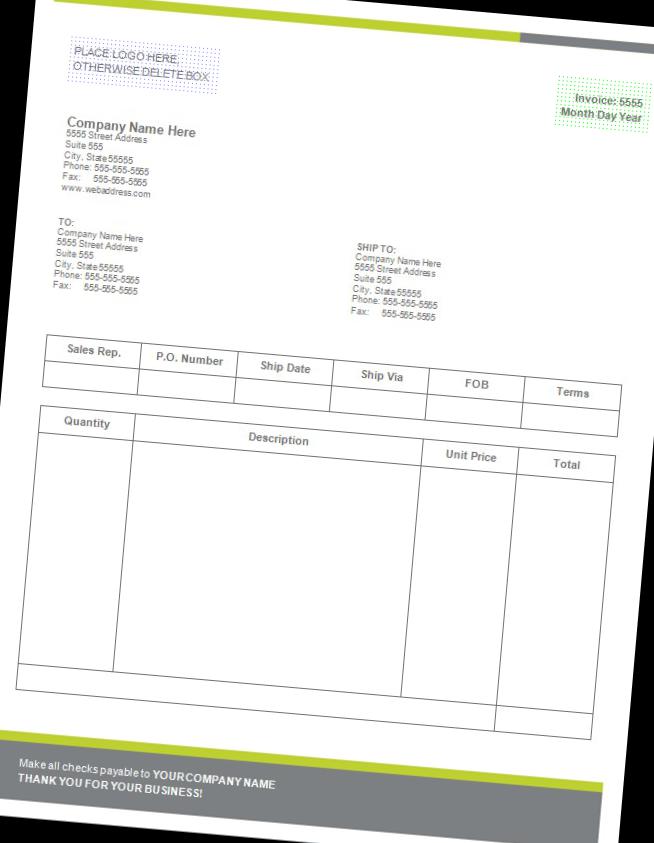 PLACE LOGO HERE,
OTHERWISE DELETE BOX
Invoice: 5555
Month Day Year
Company Name Here
5555 Street Address
Suite 555
City, State 55555
Phone: 555-555-5555
Fax: 555-555-5555
www.webaddress.com
TO:
Company Name Here
5555 Street Address
Suite 555
City, State 55555
Phone: 555-555-5555
Fax: 555-555-5555
SHIP TO:
Company Name Here
5555 Street Address
Suite 555
City, State 55555
Phone: 555-555-5555
Fax: 555-555-5555
Sales Rep. P.O. Number Ship Date Ship Via FOB Terms
Quantity Description Unit Price Total
Make all checks payable to YOUR COMPANY NAME
THANK YOU FOR YOUR BUSINESS!